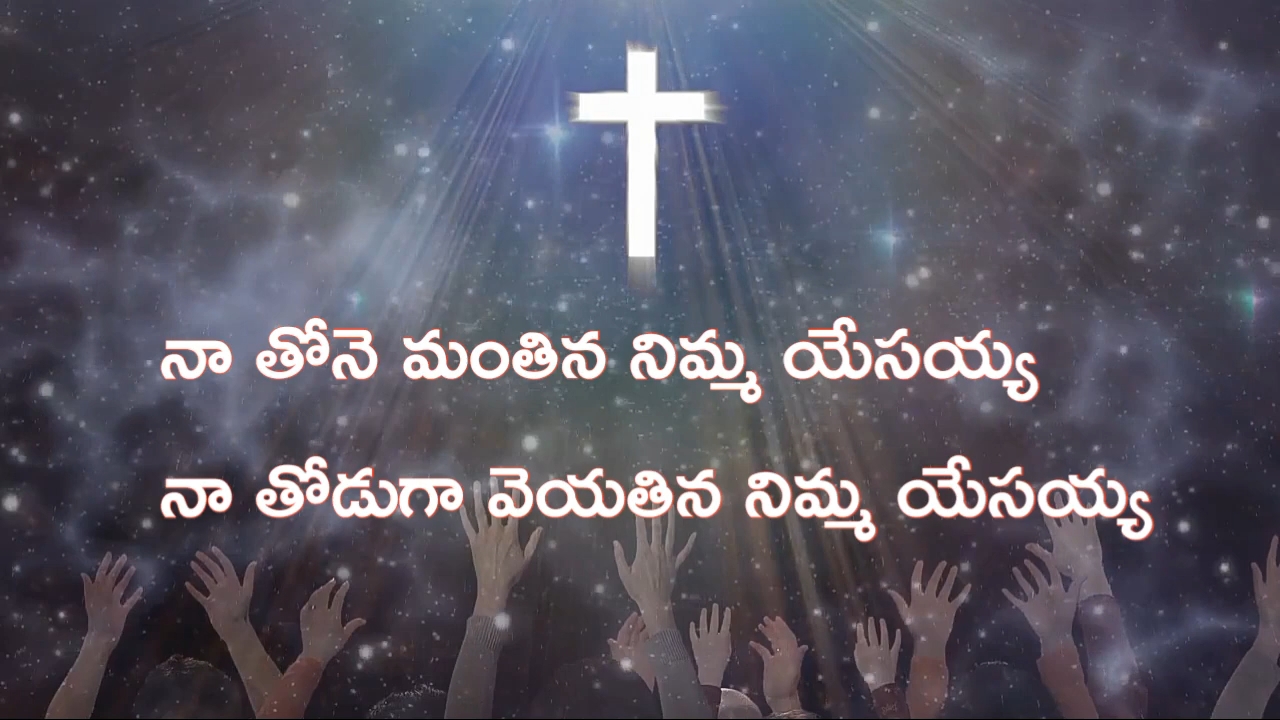 నా తోనె మంతిన నిమ్మ యేసయ్య
నా తోడుగా వెయతిన నిమ్మ యేసయ్య